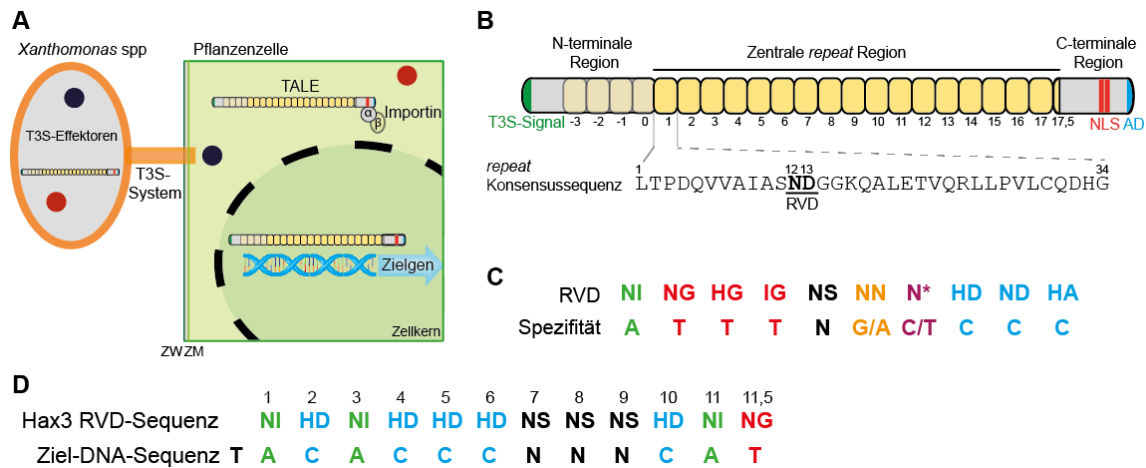 A
Xanthomonas spp
T3S-Effektoren
T3S-
System
Pflanzenzelle
TALE
Importin
α
β
Zielgen
Zellkern
ZW ZM
B
N-terminale
Region
Zentrale repeat Region
C-terminale
Region
T3S-Signal
-3 -2 -1 0 1 2 3 4 5 6 7 8 9 10 11 12 13 14 15 16 17 17,5
NLS AD
repeat
Konsensussequenz
1 12 13 34
LTPDQVVAIASNDGGKQALETVQRLLPVLCQDHG
RVD
C
RVD NI NG HG IG NS NN N* HD ND HA
Spezifität A T T T N G/A C/T C C C
D
1 2 3 4 5 6 7 8 9 10 11 11,5
Hax3 RVD-Sequenz NI HD NI HD HD HD NS NS NS HD NI NG
Ziel-DNA-Sequenz T A C A C C C N N N C A T